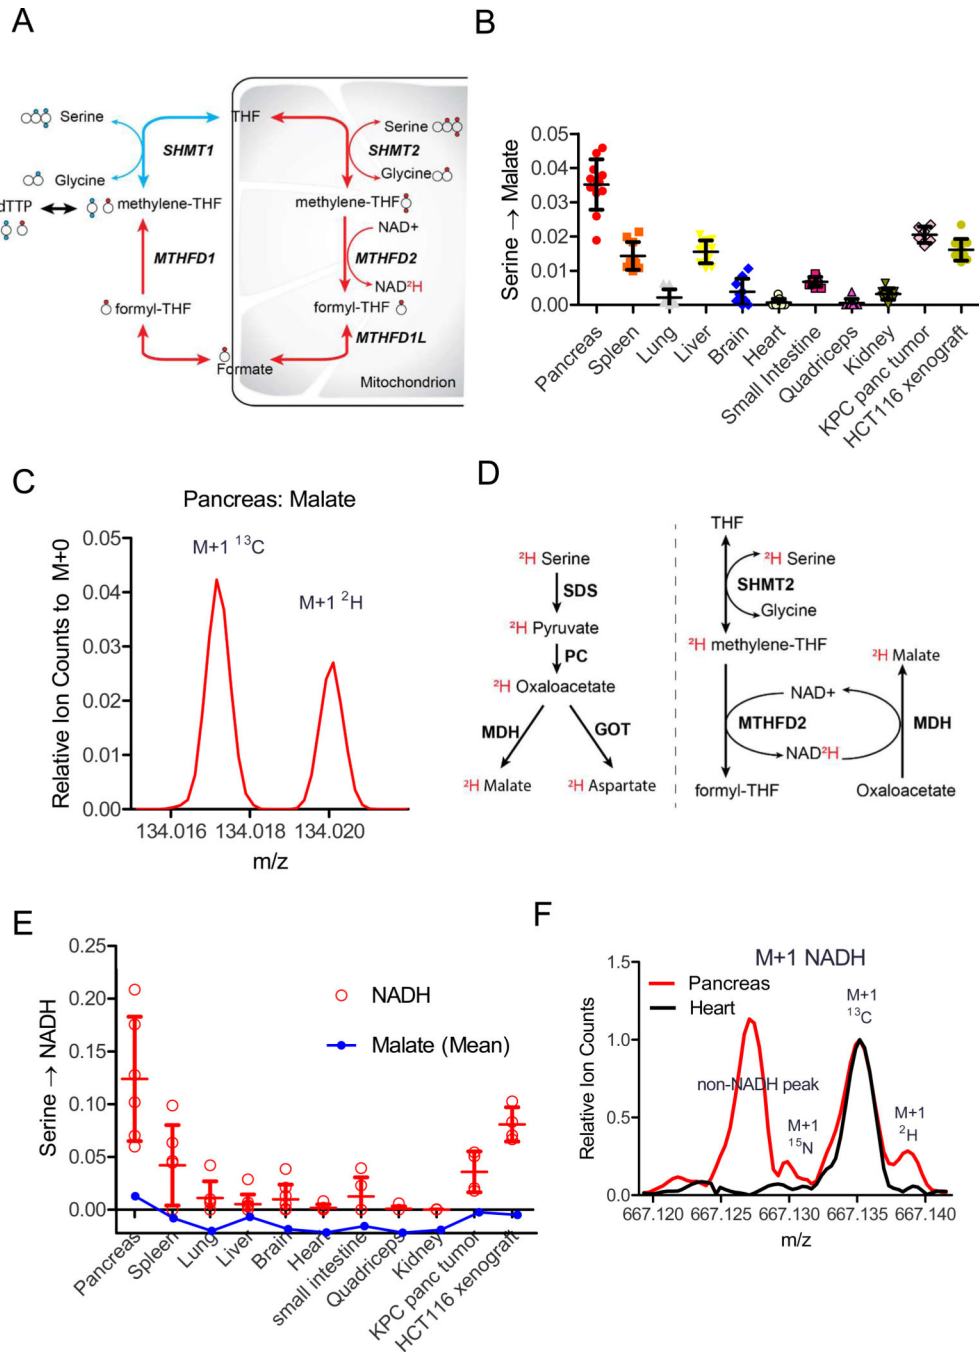 A
Serine
THF
Serine
SHMT1
SHMT2
Glycine
Glycine
dTTP
methylene-THF
methylene-THF
NAD+
MTHFD1
MTHFD2
NAD²H
formyl-THF
formyl-THF
MTHFD1L
Formate
Mitochondrion
B
Serine → Malate
0.05
0.04
0.03
0.02
0.01
0.00
Pancreas
Spleen
Lung
Liver
Brain
Heart
Small Intestine
Quadriceps
Kidney
KPC panc tumor
HCT116 xenograft
C
Pancreas: Malate
Relative Ion Counts to M+0
0.05
0.04
0.03
0.02
0.01
0.00
M+1 ¹³C
M+1 ²H
134.016
134.018
134.020
m/z
D
²H Serine
SDS
²H Pyruvate
PC
²H Oxaloacetate
MDH
GOT
²H Malate
²H Aspartate
THF
²H Serine
SHMT2
Glycine
²H methylene-THF
²H Malate
NAD+
MTHFD2
MDH
NAD²H
formyl-THF
Oxaloacetate
E
Serine → NADH
0.25
0.20
0.15
0.10
0.05
0.00
NADH
Malate (Mean)
Pancreas
Spleen
Lung
Liver
Brain
Heart
small intestine
Quadriceps
Kidney
KPC panc tumor
HCT116 xenograft
F
M+1 NADH
Relative Ion Counts
1.5
1.0
0.5
0.0
Pancreas
Heart
M+1
¹³C
non-NADH peak
M+1
¹⁵N
M+1
²H
667.120
667.125
667.130
667.135
667.140
m/z